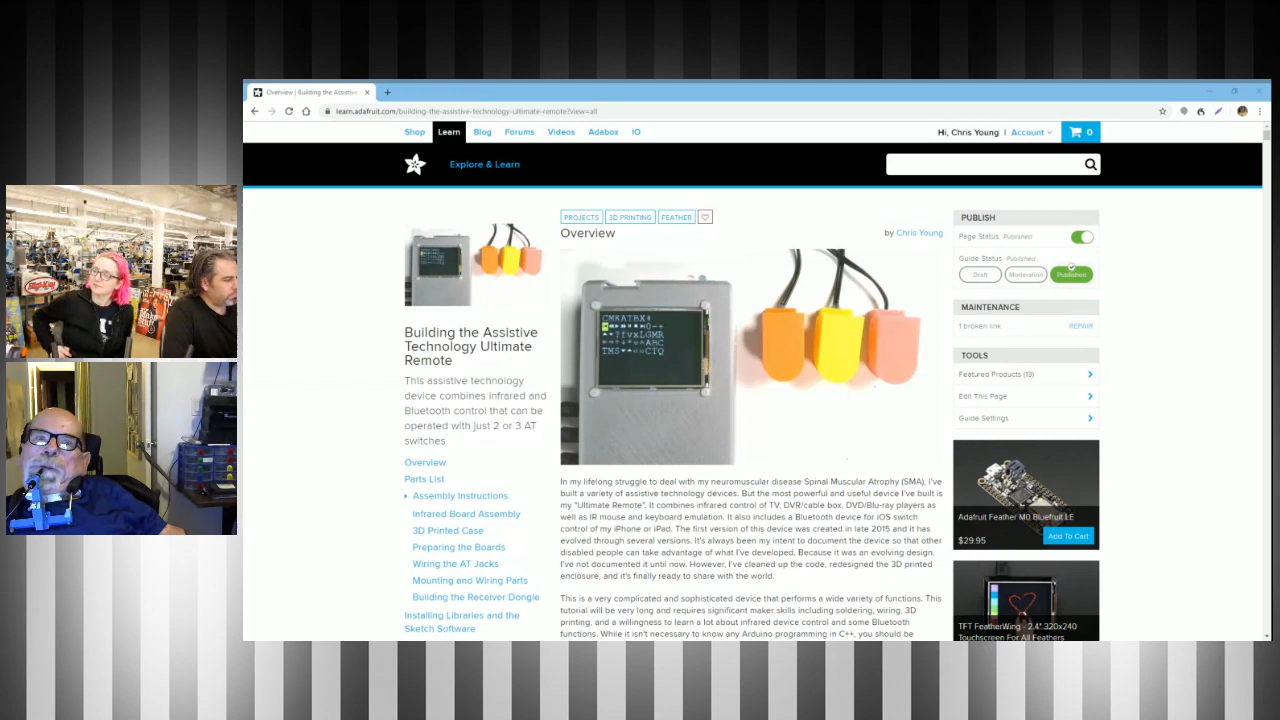 Overview | Building the Assistive
learn.adafruit.com/building-the-assistive-technology-ultimate-remote?view=all
Shop Learn Blog Forums Videos Adabox IO
Hi, Chris Young | Account
0
Explore & Learn
PROJECTS 3D PRINTING FEATHER
Overview
by Chris Young
Building the Assistive
Technology Ultimate
Remote
This assistive technology
device combines infrared and
Bluetooth control that can be
operated with just 2 or 3 AT
switches
Overview
Parts List
Assembly Instructions
Infrared Board Assembly
3D Printed Case
Preparing the Boards
Wiring the AT Jacks
Mounting and Wiring Parts
Building the Receiver Dongle
Installing Libraries and the
Sketch Software
In my lifelong struggle to deal with my neuromuscular disease Spinal Muscular Atrophy (SMA), I've
built a variety of assistive technology devices. But the most powerful and useful device I've built is
my "Ultimate Remote". It combines infrared control of TV, DVR/cable box, DVD/Blu-ray players as
well as IR mouse and keyboard emulation. It also includes a Bluetooth device for iOS switch
control of my iPhone or iPad. The first version of this device was created in late 2015 and it has
evolved through several versions. It's always been my intent to document the device so that other
disabled people can take advantage of what I've developed. Because it was an evolving design,
I've not documented it until now. However, I've cleaned up the code, redesigned the 3D printed
enclosure, and it's finally ready to share with the world.
This is a very complicated and sophisticated device that performs a wide variety of functions. This
tutorial will be very long and requires significant maker skills including soldering, wiring, 3D
printing, and a willingness to learn a lot about infrared device control and some Bluetooth
functions. While it isn't necessary to know any Arduino programming in C++, you should be
PUBLISH
Page Status: Published
Guide Status: Published
Draft Moderation Published
MAINTENANCE
1 broken link REPAIR
TOOLS
Featured Products (13)
Edit This Page
Guide Settings
Adafruit Feather M0 Bluefruit LE
$29.95 Add To Cart
TFT FeatherWing - 2.4" 320x240
Touchscreen For All Feathers